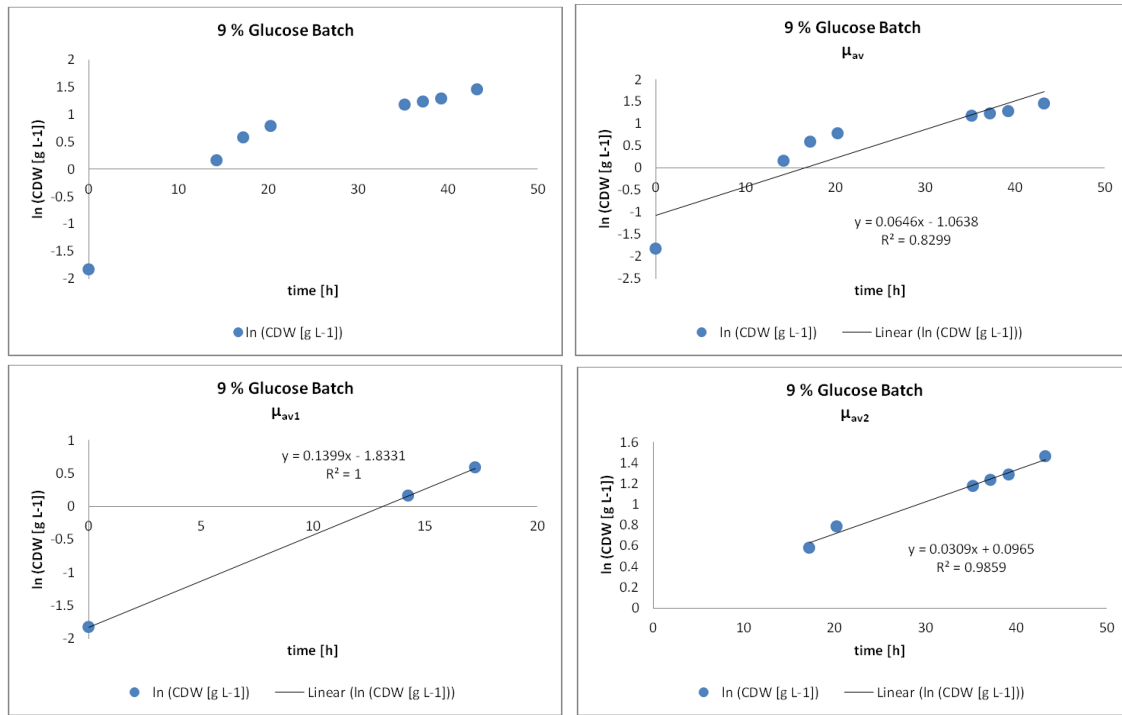 9 % Glucose Batch
2
1.5
1
0.5
0
-0.5
-1
-1.5
-2
0 10 20 30 40 50
ln (CDW [g L-1])
time [h]
ln (CDW [g L-1])
9 % Glucose Batch
μav
2
1.5
1
0.5
0
-0.5
-1
-1.5
-2
-2.5
0 10 20 30 40 50
ln (CDW [g L-1])
y = 0.0646x - 1.0638
R² = 0.8299
time [h]
ln (CDW [g L-1]) Linear (ln (CDW [g L-1]))
9 % Glucose Batch
μav1
1
0.5
0
-0.5
-1
-1.5
-2
0 5 10 15 20
ln (CDW [g L-1])
y = 0.1399x - 1.8331
R² = 1
time [h]
ln (CDW [g L-1]) Linear (ln (CDW [g L-1]))
9 % Glucose Batch
μav2
1.6
1.4
1.2
1
0.8
0.6
0.4
0.2
0
0 10 20 30 40 50
ln (CDW [g L-1])
y = 0.0309x + 0.0965
R² = 0.9859
time [h]
ln (CDW [g L-1]) Linear (ln (CDW [g L-1]))